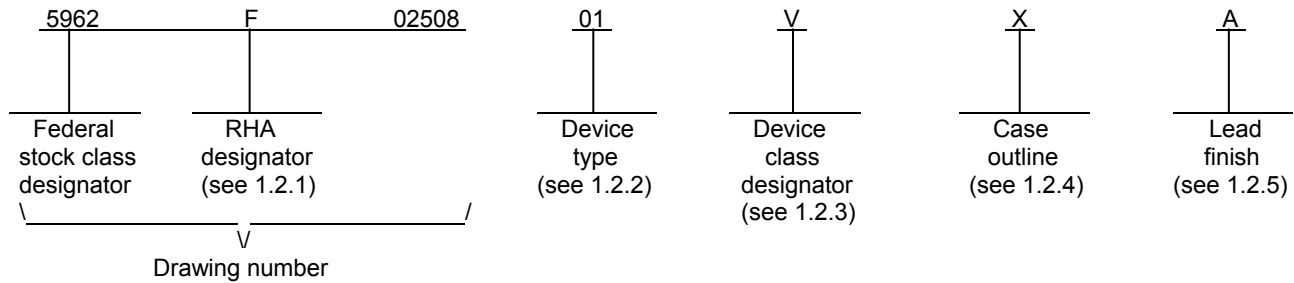 5962 F 02508 01 V X A
Federal RHA Device Device Case Lead
stock class designator type class outline finish
designator (see 1.2.1) (see 1.2.2) designator (see 1.2.4) (see 1.2.5)
(see 1.2.3)
\ /
\/
Drawing number